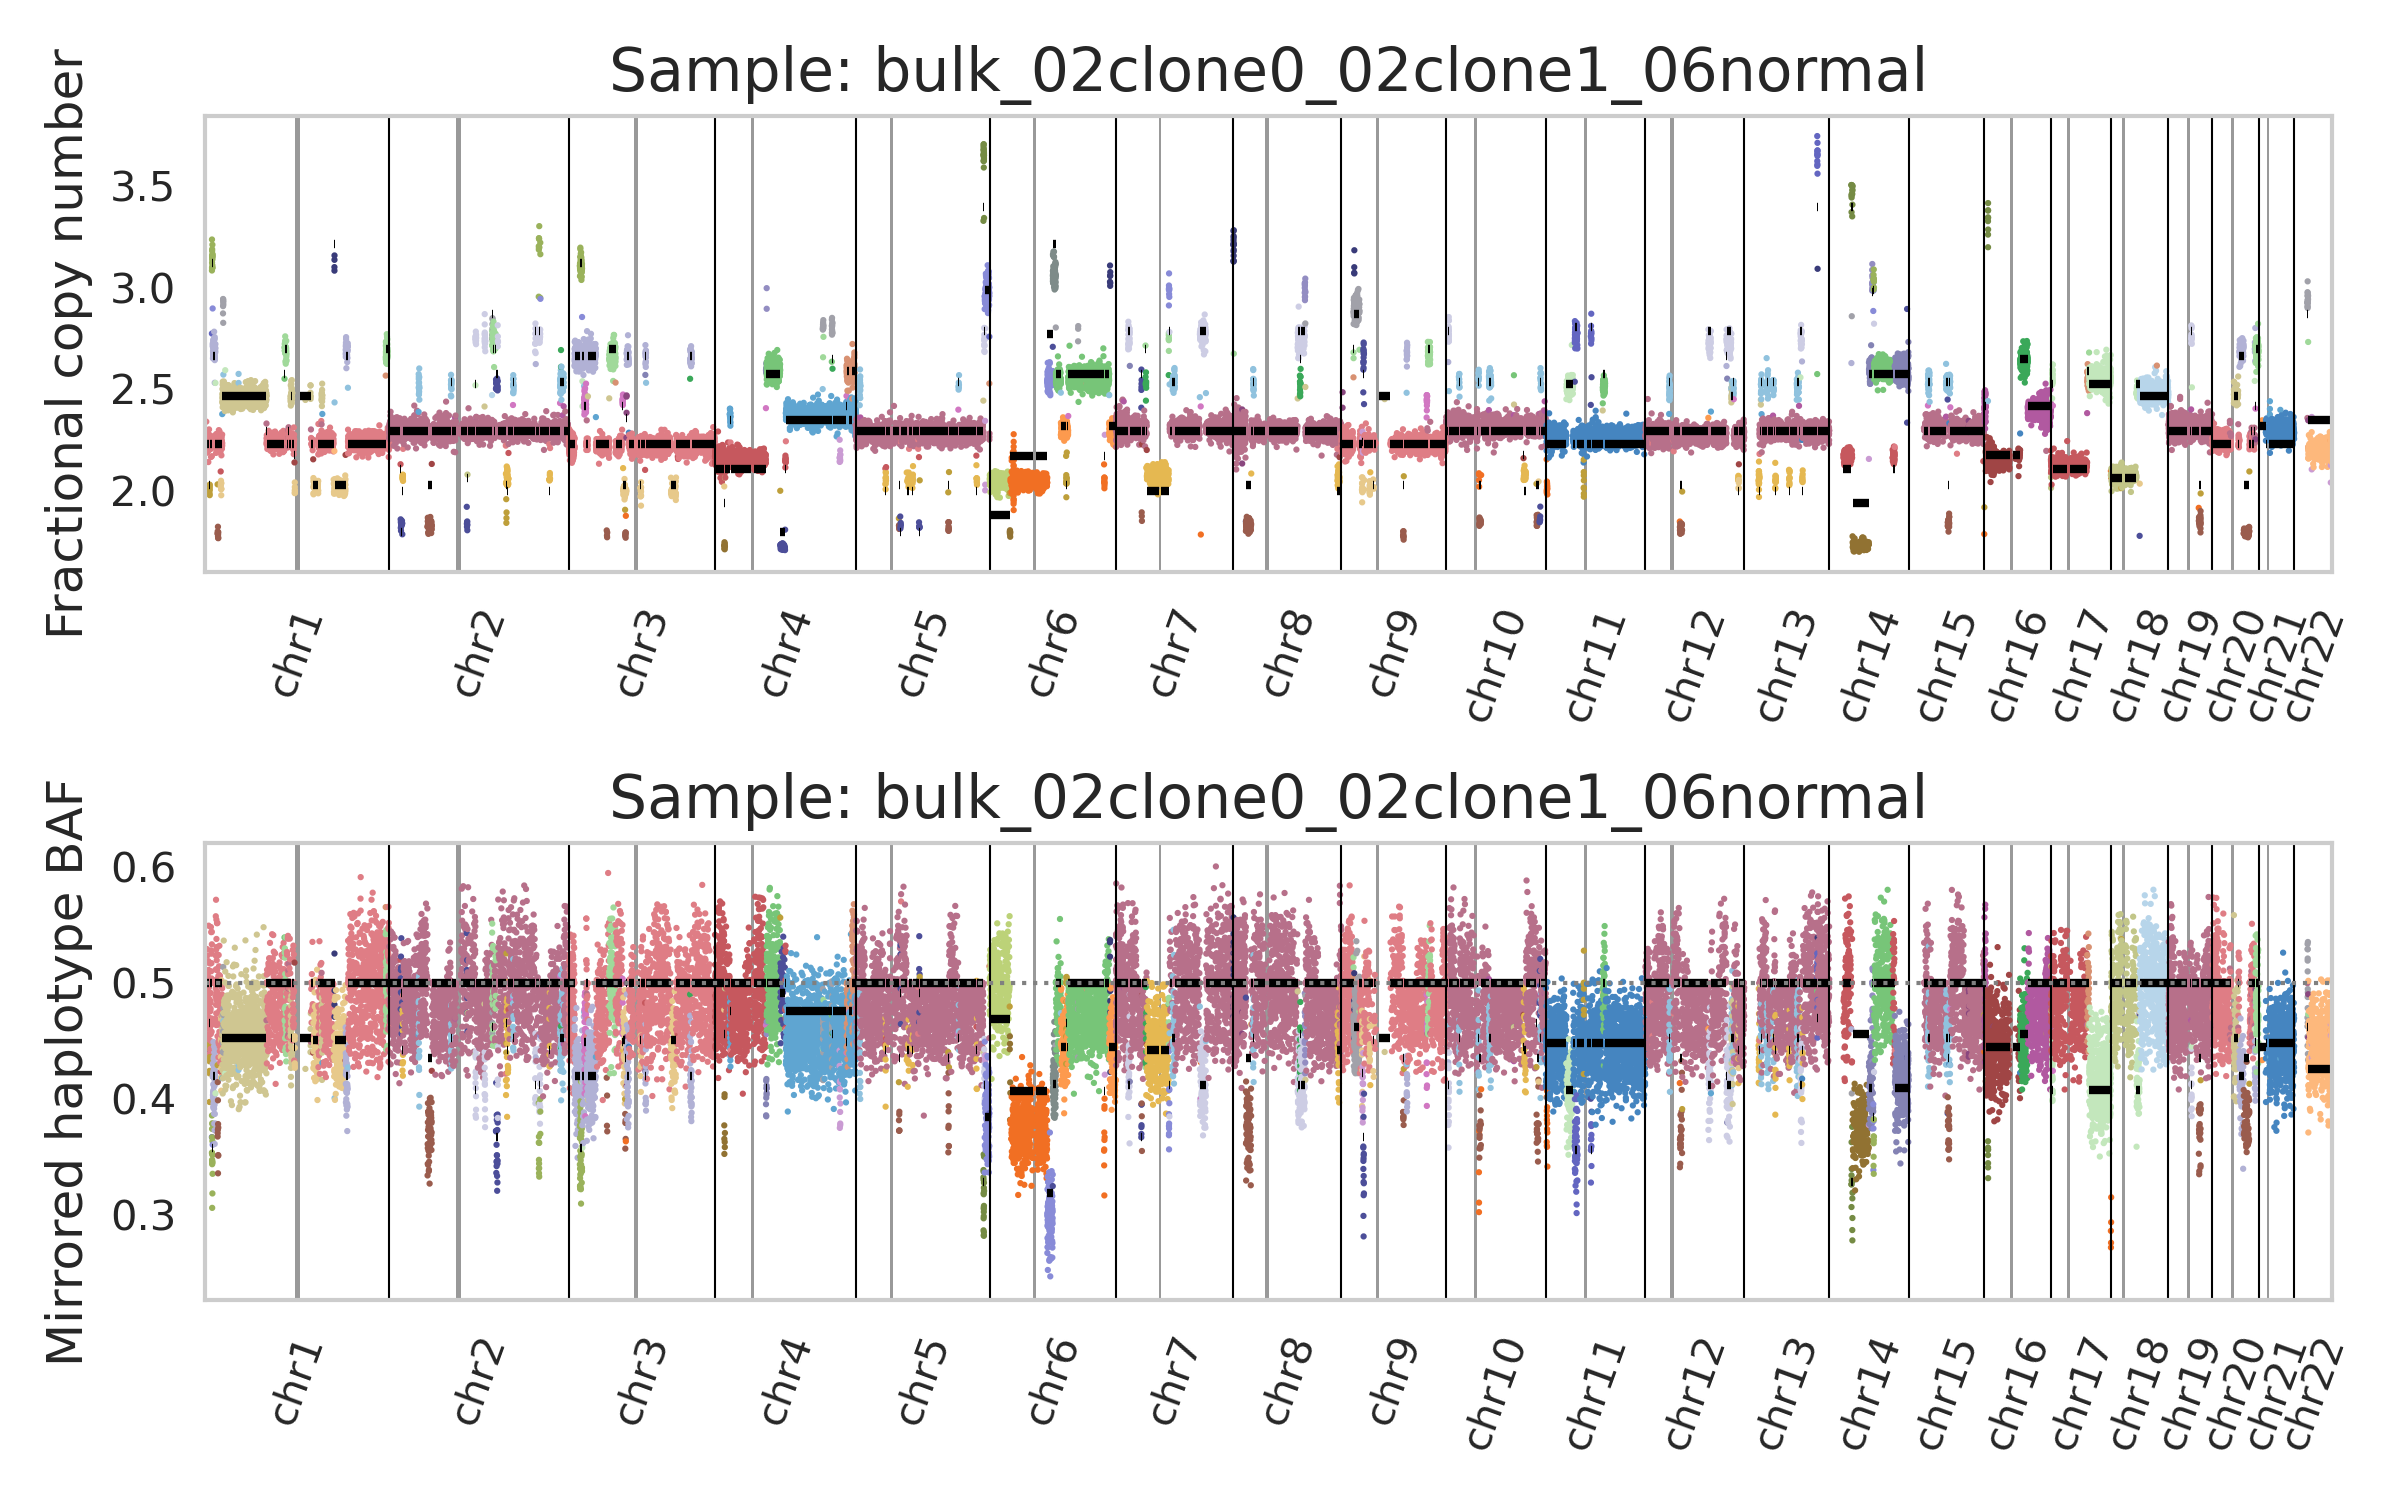 Sample: bulk_02clone0_02clone1_06normal
Fractional copy number
3.5
3.0
2.5
2.0
chr1 chr2 chr3 chr4 chr5 chr6 chr7 chr8 chr9 chr10 chr11 chr12 chr13 chr14 chr15 chr16 chr17 chr18 chr19 chr20 chr21 chr22
Sample: bulk_02clone0_02clone1_06normal
Mirrored haplotype BAF
0.6
0.5
0.4
0.3
chr1 chr2 chr3 chr4 chr5 chr6 chr7 chr8 chr9 chr10 chr11 chr12 chr13 chr14 chr15 chr16 chr17 chr18 chr19 chr20 chr21 chr22